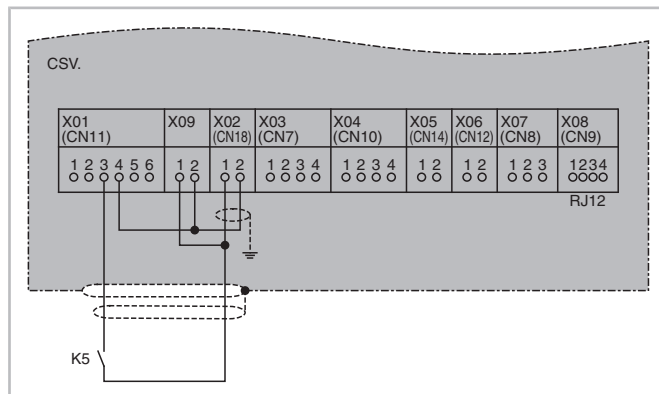 CSV.
X01 X09 X02 X03 X04 X05 X06 X07 X08
(CN11) (CN18) (CN7) (CN10) (CN14) (CN12) (CN8) (CN9)
1 2 3 4 5 6 1 2 1 2 1 2 3 4 1 2 3 4 1 2 1 2 1 2 3 1234
RJ12
K5